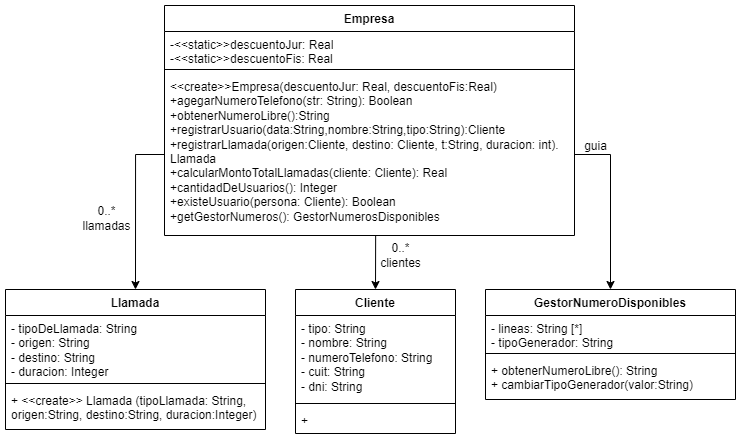 Empresa
-<<static>>descuentoJur: Real
-<<static>>descuentoFis: Real
<<create>>Empresa(descuentoJur: Real, descuentoFis:Real)
+agegarNumeroTelefono(str: String): Boolean
+obtenerNumeroLibre():String
+registrarUsuario(data:String,nombre:String,tipo:String):Cliente
+registrarLlamada(origen:Cliente, destino: Cliente, t:String, duracion: int).
Llamada
+calcularMontoTotalLlamadas(cliente: Cliente): Real
+cantidadDeUsuarios(): Integer
+existeUsuario(persona: Cliente): Boolean
+getGestorNumeros(): GestorNumerosDisponibles
guia
0..*
llamadas
0..*
clientes
Llamada
- tipoDeLlamada: String
- origen: String
- destino: String
- duracion: Integer
+ <<create>> Llamada (tipoLlamada: String,
origen:String, destino:String, duracion:Integer)
Cliente
- tipo: String
- nombre: String
- numeroTelefono: String
- cuit: String
- dni: String
+
GestorNumeroDisponibles
- lineas: String [*]
- tipoGenerador: String
+ obtenerNumeroLibre(): String
+ cambiarTipoGenerador(valor:String)